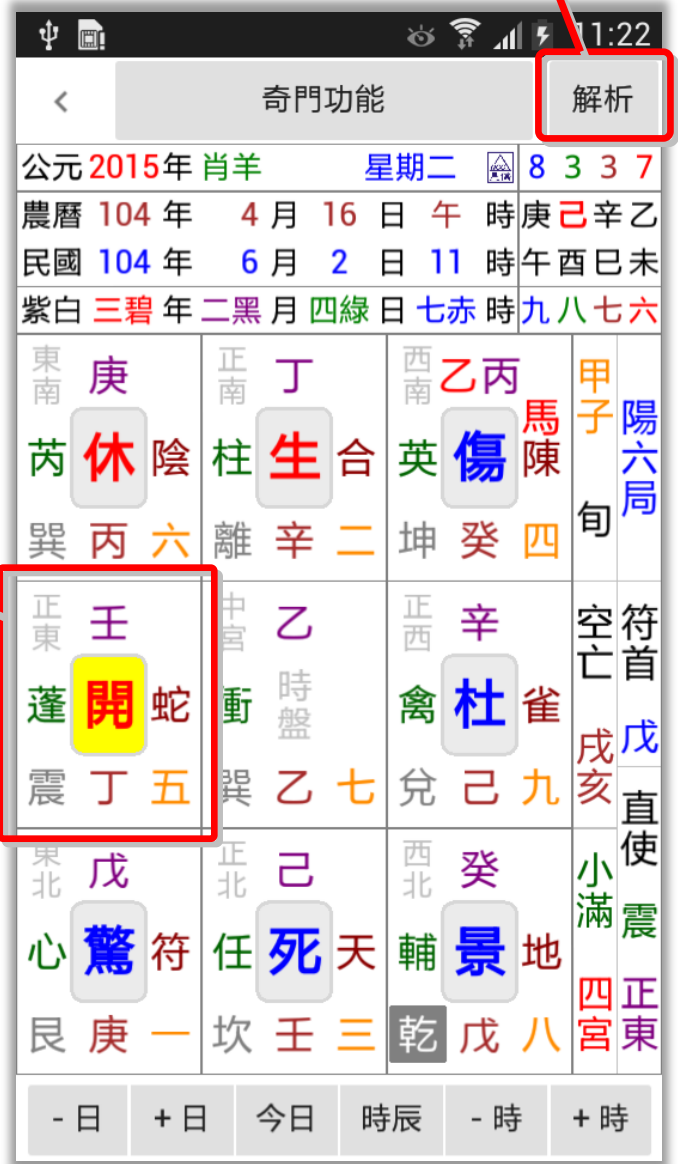 11:22
奇門功能 解析
公元 2015年 肖羊 星期二 8 3 3 7
農曆 104 年 4 月 16 日 午 時 庚 己 辛 乙
民國 104 年 6 月 2 日 11 時 午 酉 巳 未
紫白 三碧 年 二黑 月 四綠 日 七赤 時 九 八 七 六
東南 庚
芮 休 陰
巽 丙 六
正南 丁
柱 生 合
離 辛 二
西南 乙丙
馬
英 傷 陳
坤 癸 四
甲子 旬
陽六局
正東 壬
蓬 開 蛇
震 丁 五
中宮 乙
衝 時盤
巽 乙 七
正西 辛
禽 杜 雀
兌 己 九
空亡 戌亥
符首 戊
東北 戊
心 驚 符
艮 庚 一
正北 己
任 死 天
坎 壬 三
西北 癸
輔 景 地
乾 戊 八
小滿 四宮
直使 震 正東
- 日 + 日 今日 時辰 - 時 + 時